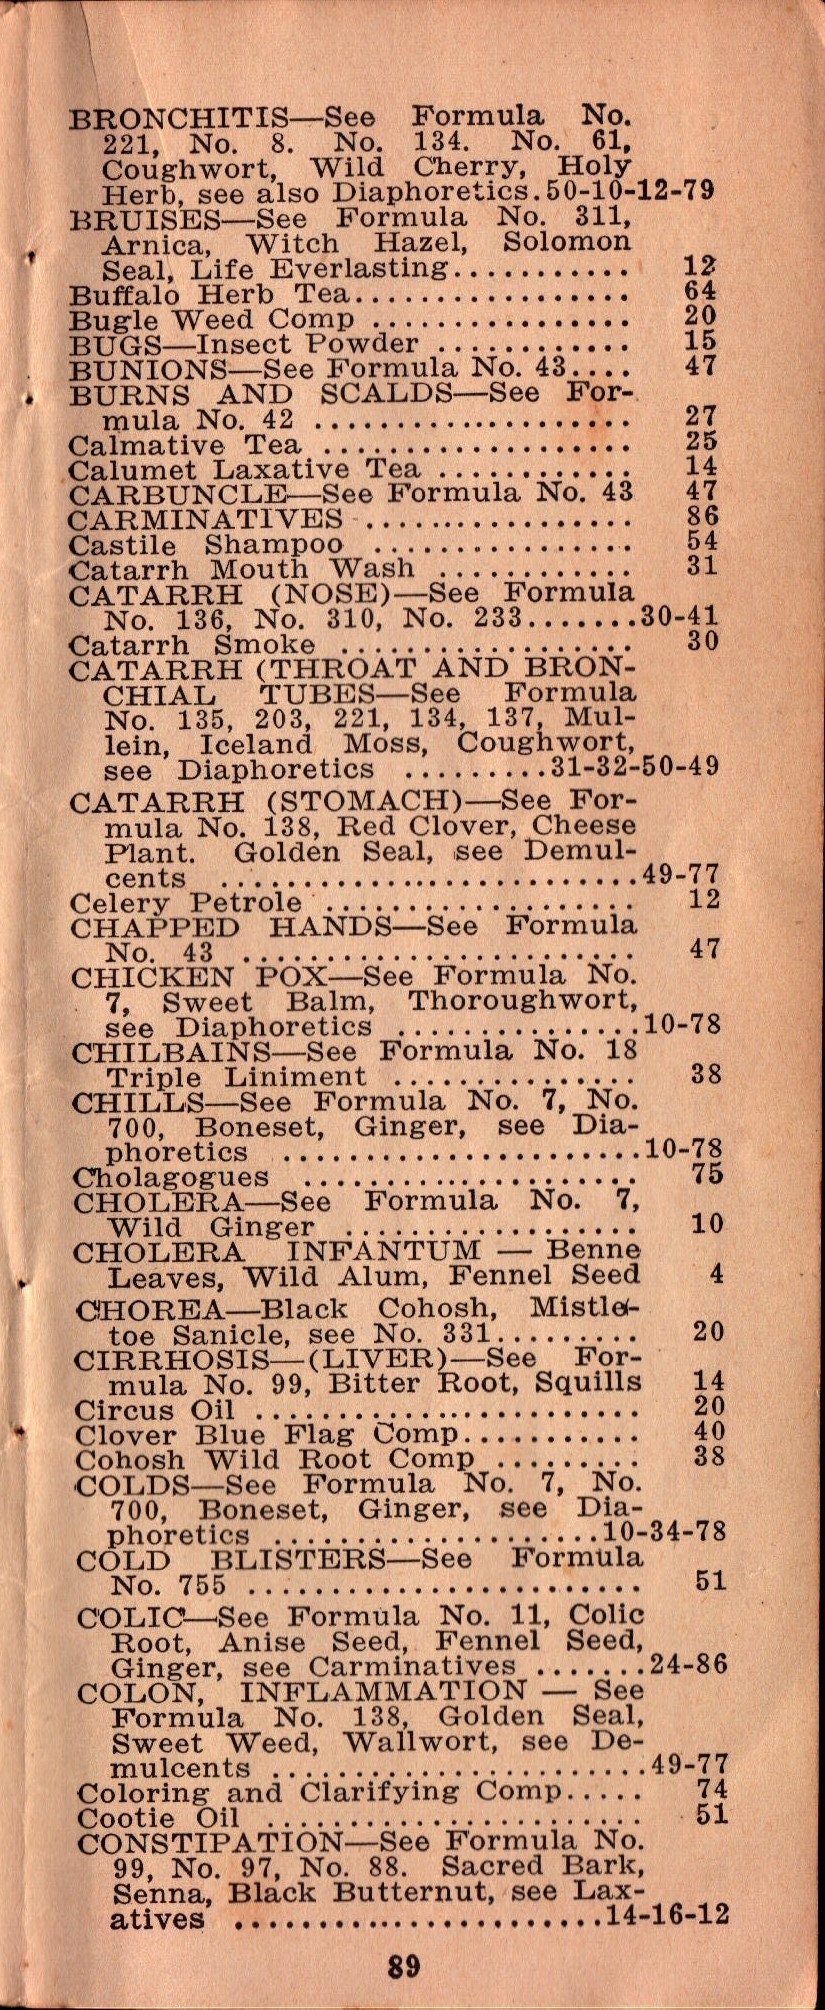 BRONCHITIS—See Formula No.
221, No. 8. No. 134. No. 61,
Coughwort, Wild Cherry, Holy
Herb, see also Diaphoretics.50-10-12-79
BRUISES—See Formula No. 311,
Arnica, Witch Hazel, Solomon
Seal, Life Everlasting........... 12
Buffalo Herb Tea................. 64
Bugle Weed Comp ................ 20
BUGS—Insect Powder ............ 15
BUNIONS—See Formula No. 43.... 47
BURNS AND SCALDS—See For-
mula No. 42 .................... 27
Calmative Tea ................... 25
Calumet Laxative Tea ............ 14
CARBUNCLE—See Formula No. 43 47
CARMINATIVES ................. 86
Castile Shampoo ................ 54
Catarrh Mouth Wash ............ 31
CATARRH (NOSE)—See Formula
No. 136, No. 310, No. 233.......30-41
Catarrh Smoke .................. 30
CATARRH (THROAT AND BRON-
CHIAL TUBES—See Formula
No. 135, 203, 221, 134, 137, Mul-
lein, Iceland Moss, Coughwort,
see Diaphoretics .........31-32-50-49
CATARRH (STOMACH)—See For-
mula No. 138, Red Clover, Cheese
Plant. Golden Seal, see Demul-
cents ..........................49-77
Celery Petrole ................... 12
CHAPPED HANDS—See Formula
No. 43 ......................... 47
CHICKEN POX—See Formula No.
7, Sweet Balm, Thoroughwort,
see Diaphoretics ...............10-78
CHILBAINS—See Formula No. 18
Triple Liniment ............... 38
CHILLS—See Formula No. 7, No.
700, Boneset, Ginger, see Dia-
phoretics .......................10-78
Cholagogues ..................... 75
CHOLERA—See Formula No. 7,
Wild Ginger .................. 10
CHOLERA INFANTUM — Benne
Leaves, Wild Alum, Fennel Seed 4
CHOREA—Black Cohosh, Mistle-
toe Sanicle, see No. 331......... 20
CIRRHOSIS—(LIVER)—See For-
mula No. 99, Bitter Root, Squills 14
Circus Oil ........................ 20
Clover Blue Flag Comp........... 40
Cohosh Wild Root Comp ......... 38
COLDS—See Formula No. 7, No.
700, Boneset, Ginger, see Dia-
phoretics .....................10-34-78
COLD BLISTERS—See Formula
No. 755 ......................... 51
COLIC—See Formula No. 11, Colic
Root, Anise Seed, Fennel Seed,
Ginger, see Carminatives .......24-86
COLON, INFLAMMATION — See
Formula No. 138, Golden Seal,
Sweet Weed, Wallwort, see De-
mulcents ........................49-77
Coloring and Clarifying Comp..... 74
Cootie Oil ........................ 51
CONSTIPATION—See Formula No.
99, No. 97, No. 88. Sacred Bark,
Senna, Black Butternut, see Lax-
atives .......................14-16-12
89